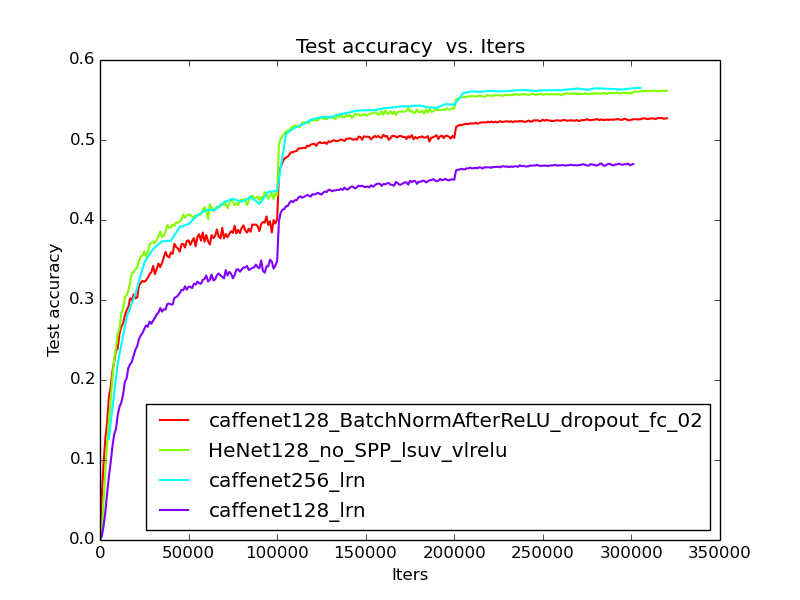 Test accuracy  vs. Iters
0.6
0.5
0.4
0.3
0.2
0.1
0.0
Test accuracy
caffenet128_BatchNormAfterReLU_dropout_fc_02
HeNet128_no_SPP_lsuv_vlrelu
caffenet256_lrn
caffenet128_lrn
0 50000 100000 150000 200000 250000 300000 350000
Iters